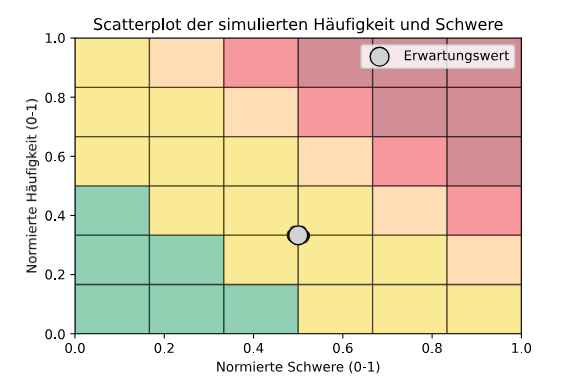 Scatterplot der simulierten Häufigkeit und Schwere
Erwartungswert
Normierte Häufigkeit (0-1)
1.0
0.8
0.6
0.4
0.2
0.0
0.0 0.2 0.4 0.6 0.8 1.0
Normierte Schwere (0-1)